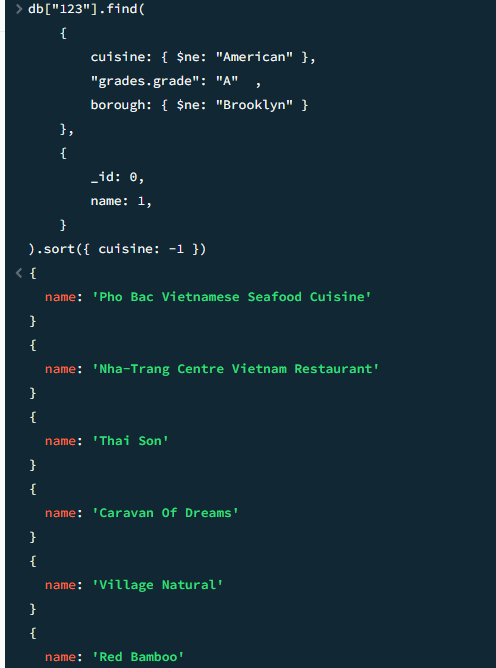 > db["123"].find(
{
cuisine: { $ne: "American" },
"grades.grade": "A"  ,
borough: { $ne: "Brooklyn" }
},
{
_id: 0,
name: 1,
}
).sort({ cuisine: -1 })
< {
name: 'Pho Bac Vietnamese Seafood Cuisine'
}
{
name: 'Nha-Trang Centre Vietnam Restaurant'
}
{
name: 'Thai Son'
}
{
name: 'Caravan Of Dreams'
}
{
name: 'Village Natural'
}
{
name: 'Red Bamboo'